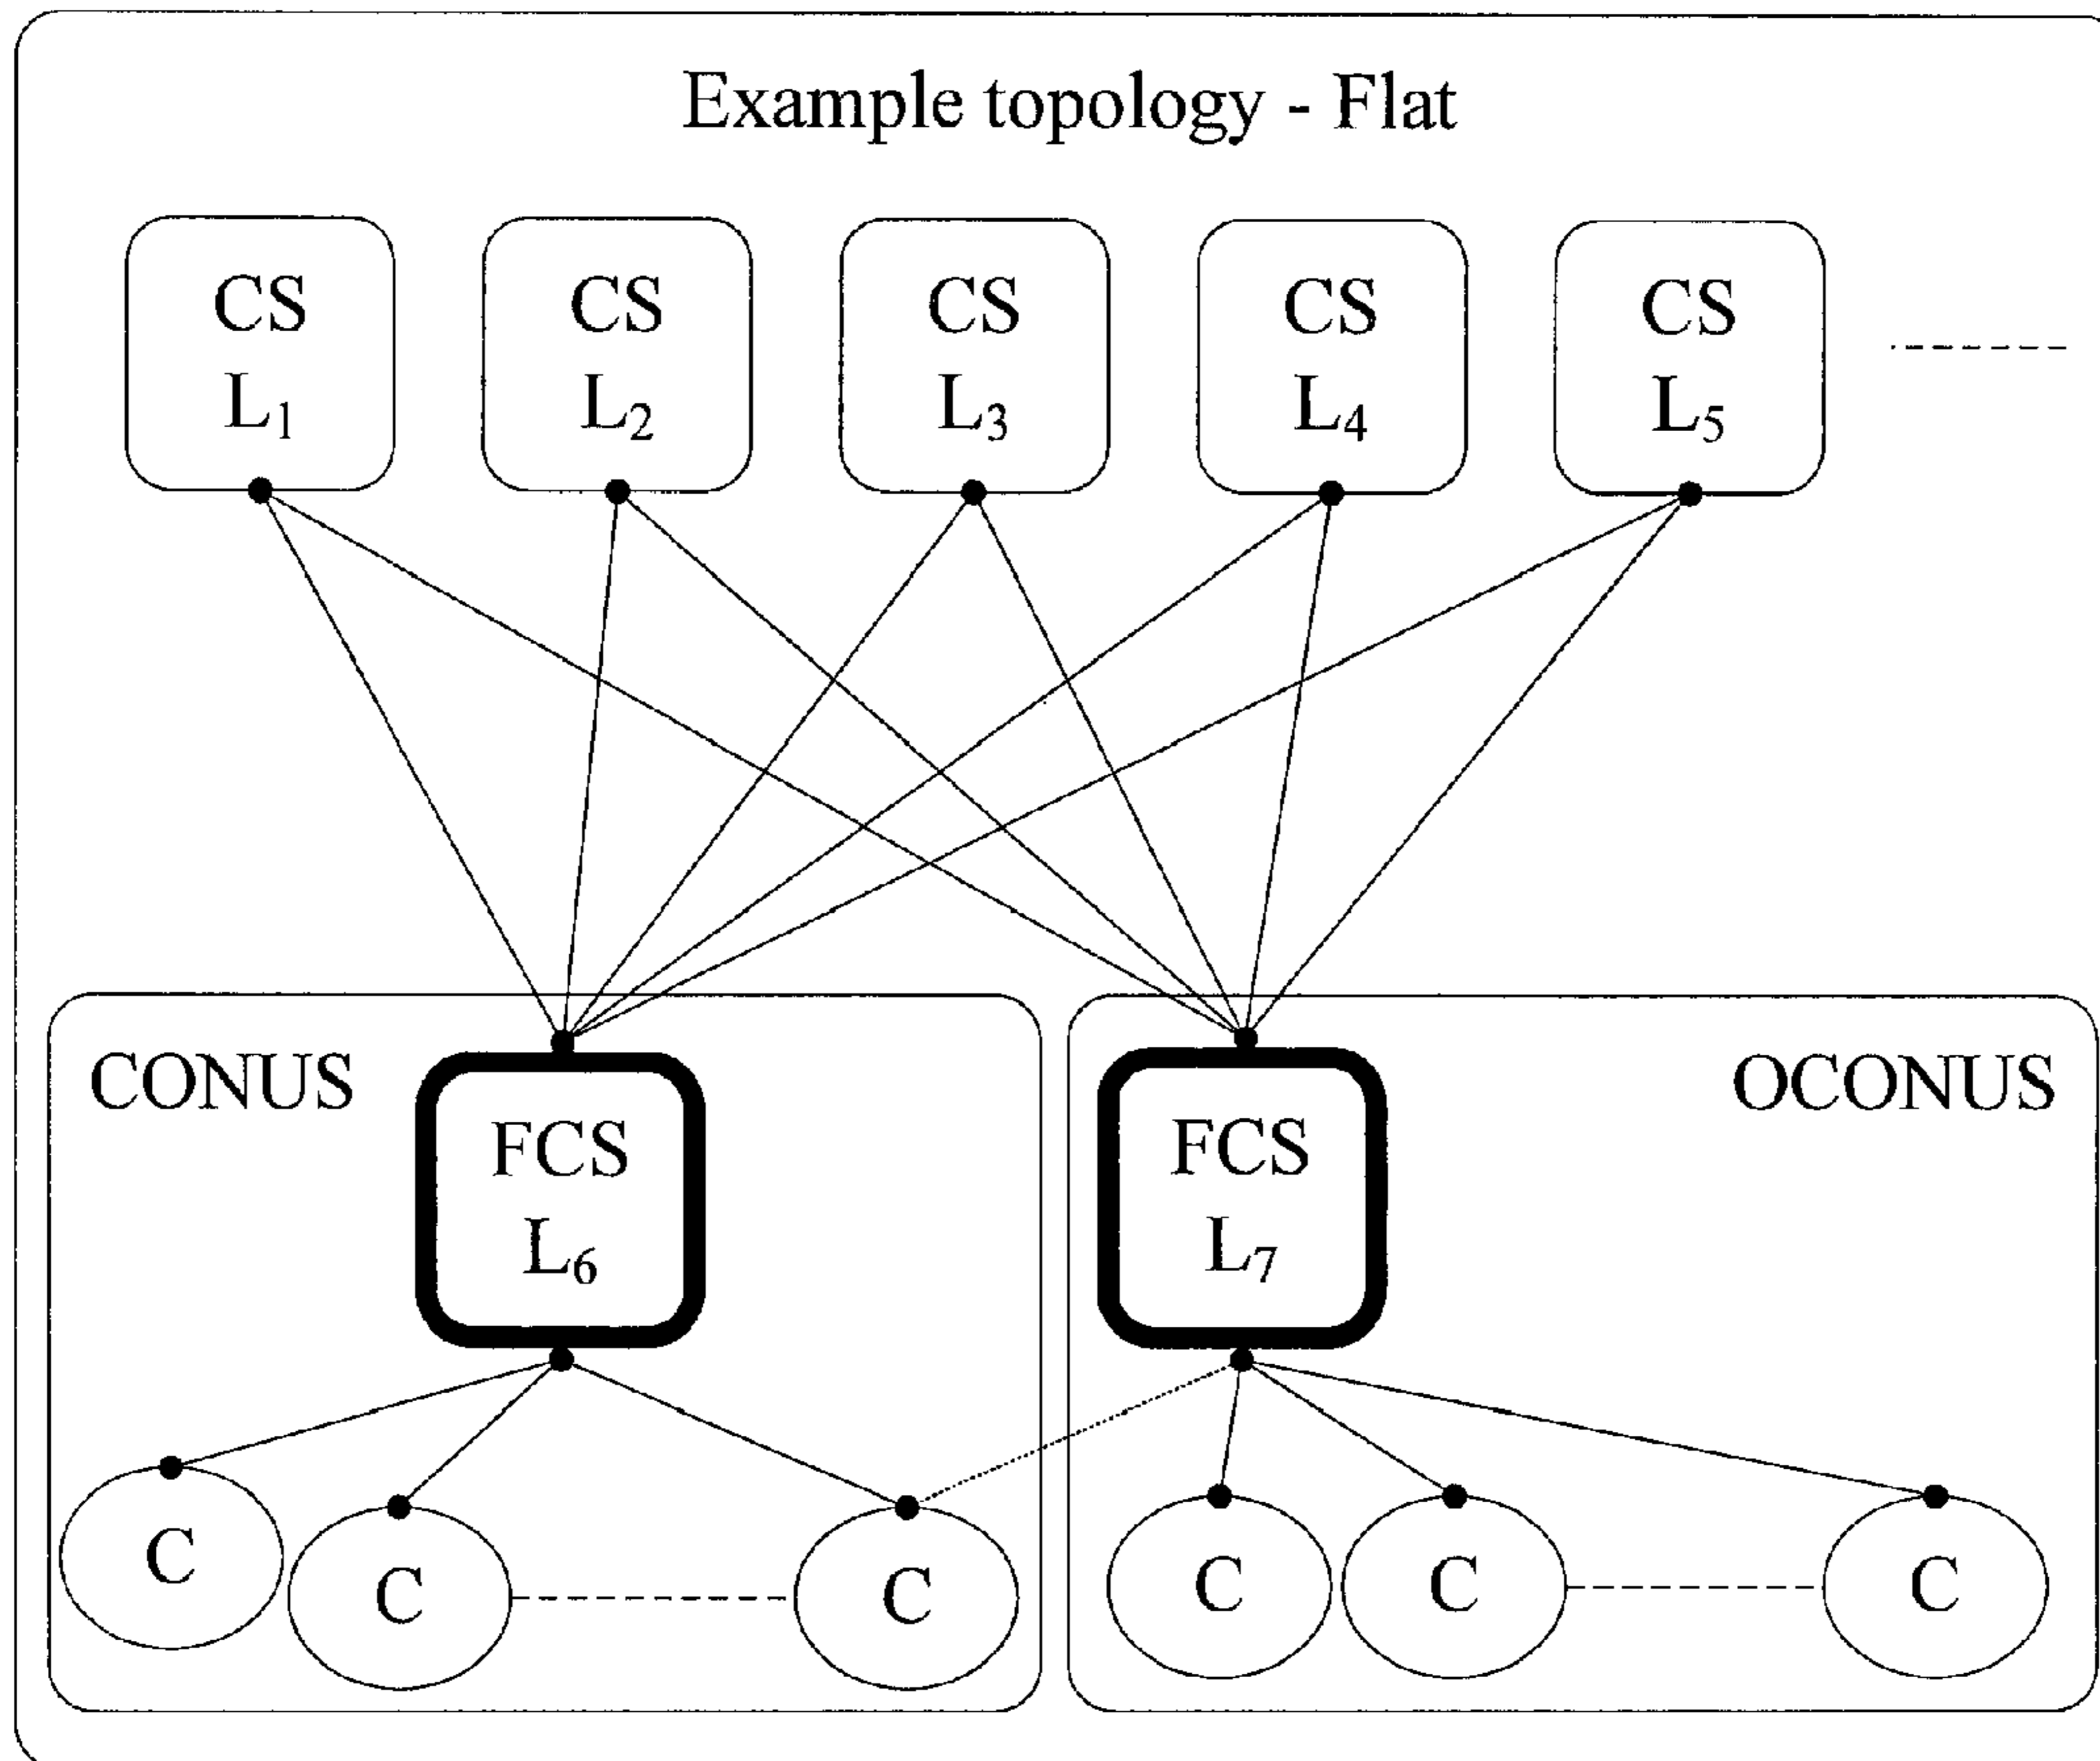 Example topology - Flat
CS
L1
CS
L2
CS
L3
CS
L4
CS
L5
CONUS
FCS
L6
FCS
L7
OCONUS
C
C
C
C
C
C